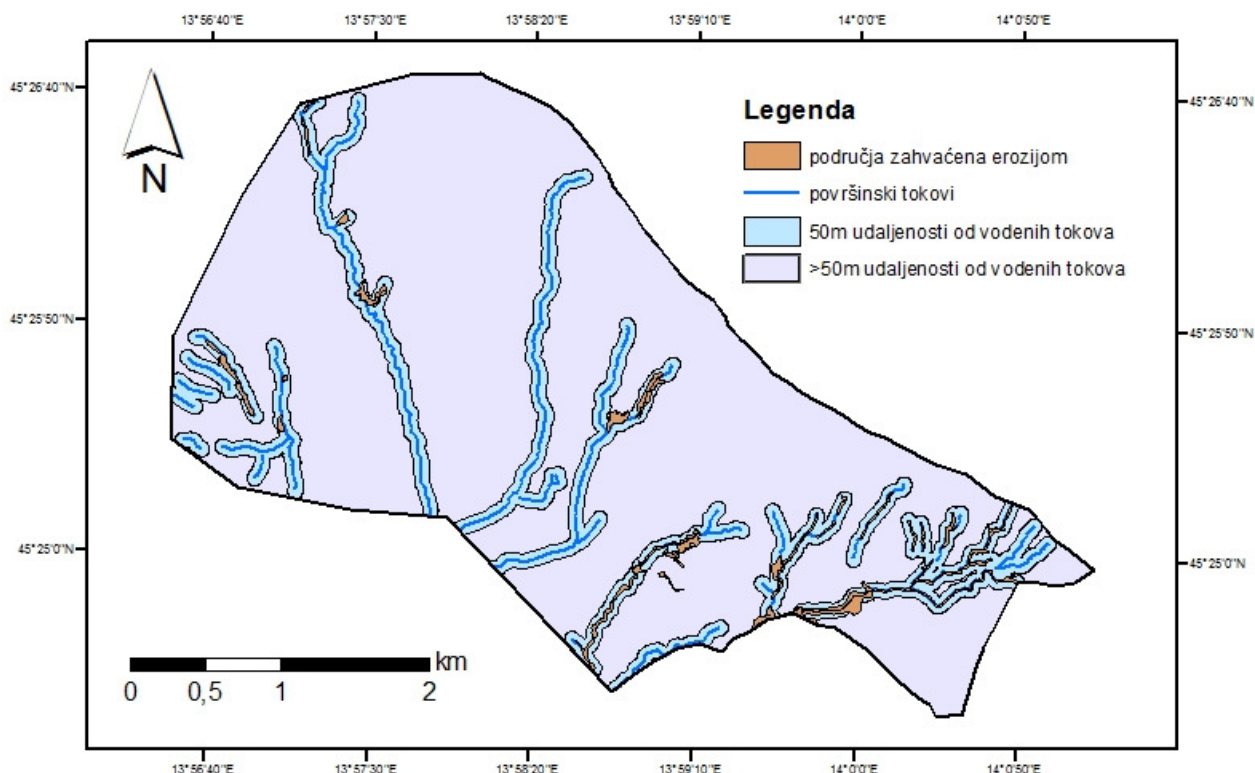 13°56'40"E 13°57'30"E 13°58'20"E 13°59'10"E 14°0'0"E 14°0'50"E
45°26'40"N
45°26'40"N
N
Legenda
područja zahvaćena erozijom
površinski tokovi
50m udaljenosti od vodenih tokova
>50m udaljenosti od vodenih tokova
45°25'50"N
45°25'50"N
45°25'0"N
45°25'0"N
km
0 0,5 1 2
13°56'40"E 13°57'30"E 13°58'20"E 13°59'10"E 14°0'0"E 14°0'50"E